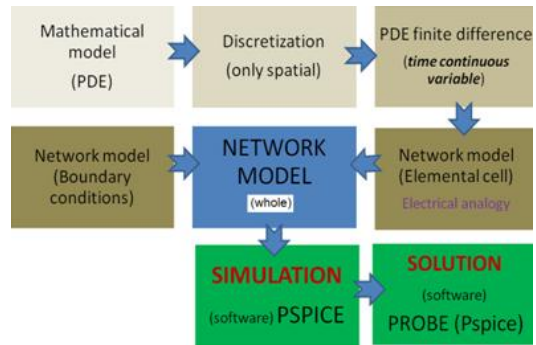 Mathematical
model
(PDE)
Discretization
(only spatial)
PDE finite difference
(time continuous
variable)
Network model
(Boundary
conditions)
NETWORK
MODEL
(whole)
Network model
(Elemental cell)
Electrical analogy
SIMULATION
(software) PSPICE
SOLUTION
(software)
PROBE (Pspice)